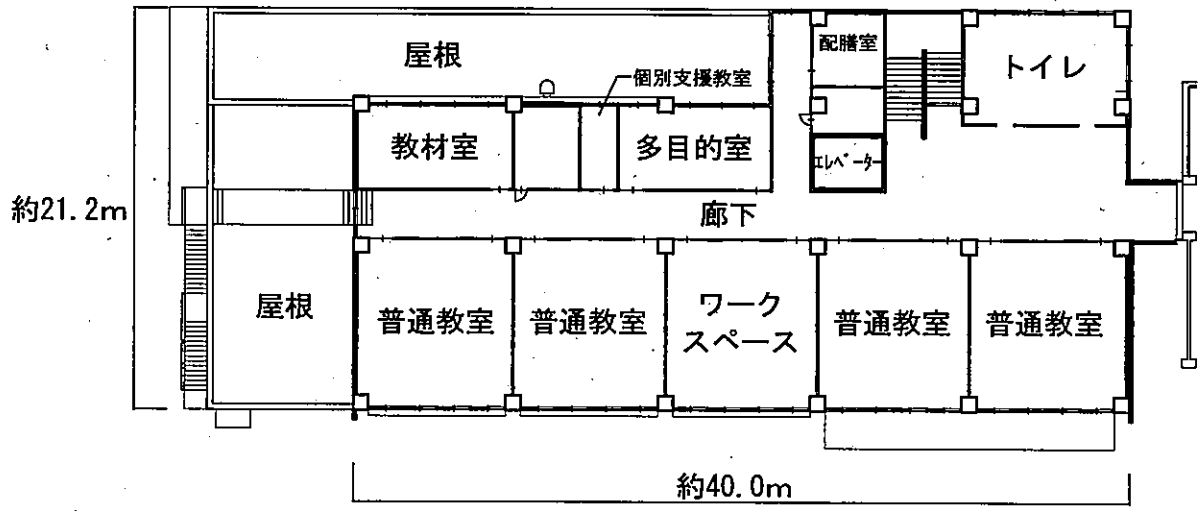 屋根
配膳室
トイレ
個別支援教室
教材室
多目的室
エレベーター
約21.2m
廊下
屋根
普通教室
普通教室
ワーク
スペース
普通教室
普通教室
約40.0m